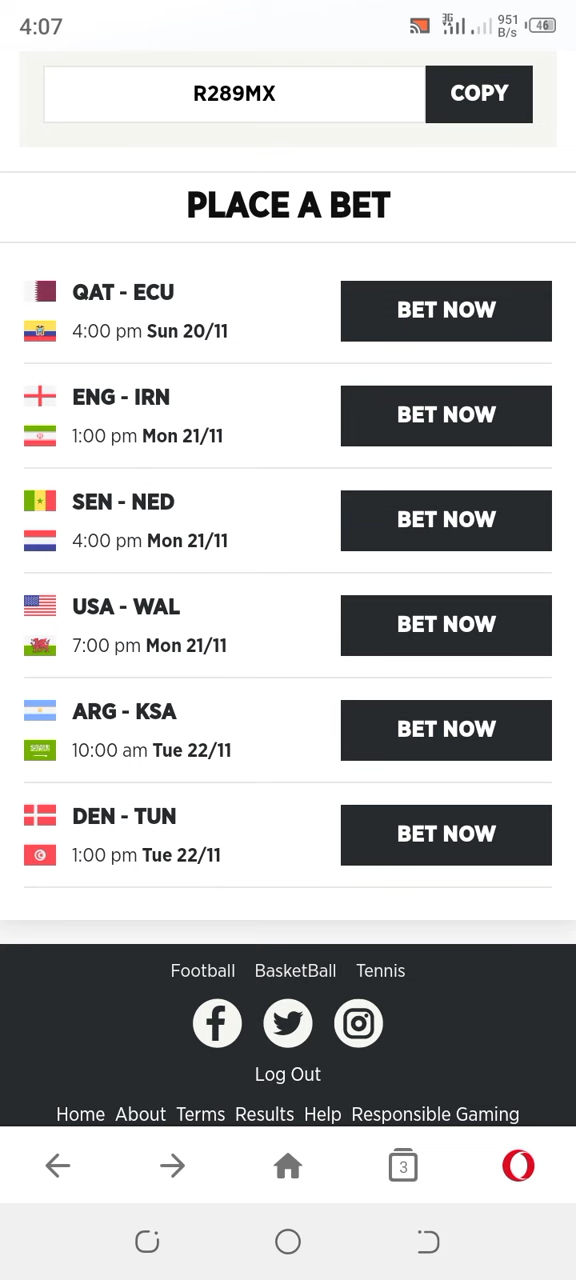 4:07
3G
951
B/s
46
R289MX
COPY
PLACE A BET
QAT - ECU
4:00 pm Sun 20/11
BET NOW
ENG - IRN
1:00 pm Mon 21/11
BET NOW
SEN - NED
4:00 pm Mon 21/11
BET NOW
USA - WAL
7:00 pm Mon 21/11
BET NOW
ARG - KSA
10:00 am Tue 22/11
BET NOW
DEN - TUN
1:00 pm Tue 22/11
BET NOW
Football BasketBall Tennis
Log Out
Home About Terms Results Help Responsible Gaming
3